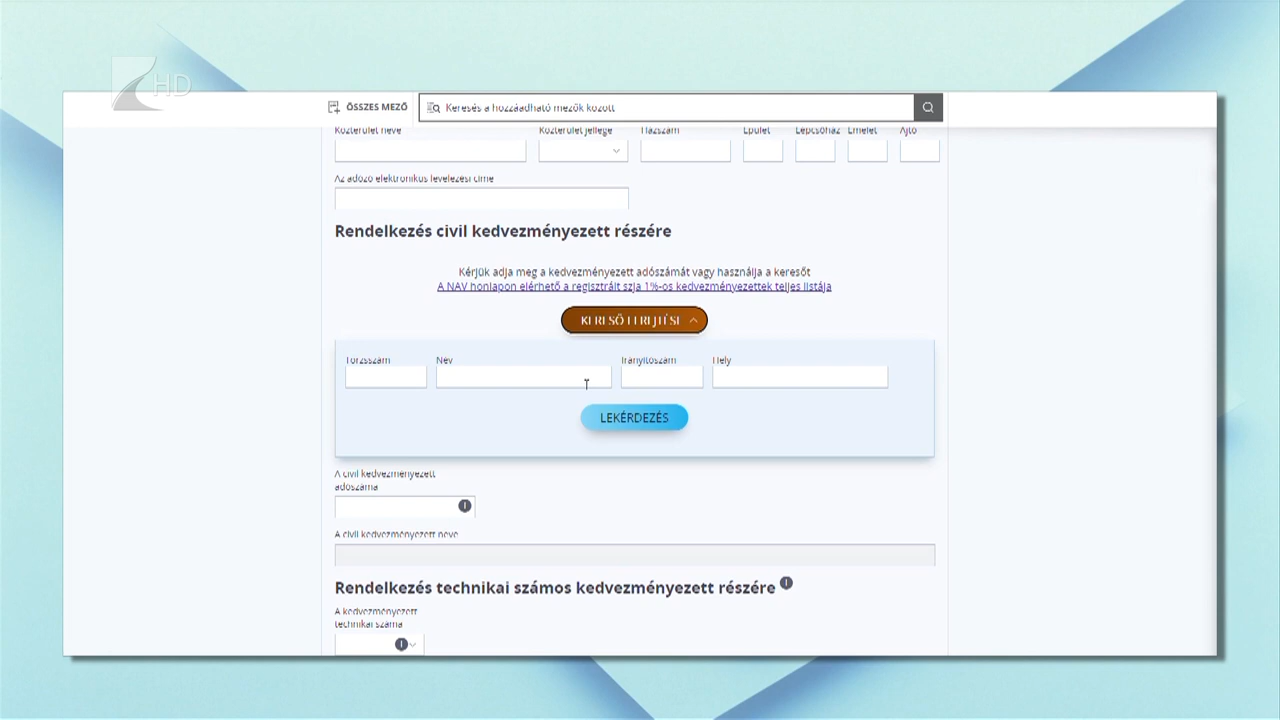 HD
ÖSSZES MEZŐ
Keresés a hozzáadható mezők között
Közterület neve
Közterület jellege
Házszám
Épület
Lépcsőház
Emelet
Ajtó
Az adózó elektronikus levelezési címe
Rendelkezés civil kedvezményezett részére
Kérjük adja meg a kedvezményezett adószámát vagy használja a keresőt
A NAV honlapon elérhető a regisztrált szja 1%-os kedvezményezettek teljes listája
KERESŐ ELREJTÉSE
Törzsszám
Név
Irányítószám
Hely
LEKÉRDEZÉS
A civil kedvezményezett
adószáma
A civil kedvezményezett neve
Rendelkezés technikai számos kedvezményezett részére
A kedvezményezett
technikai száma